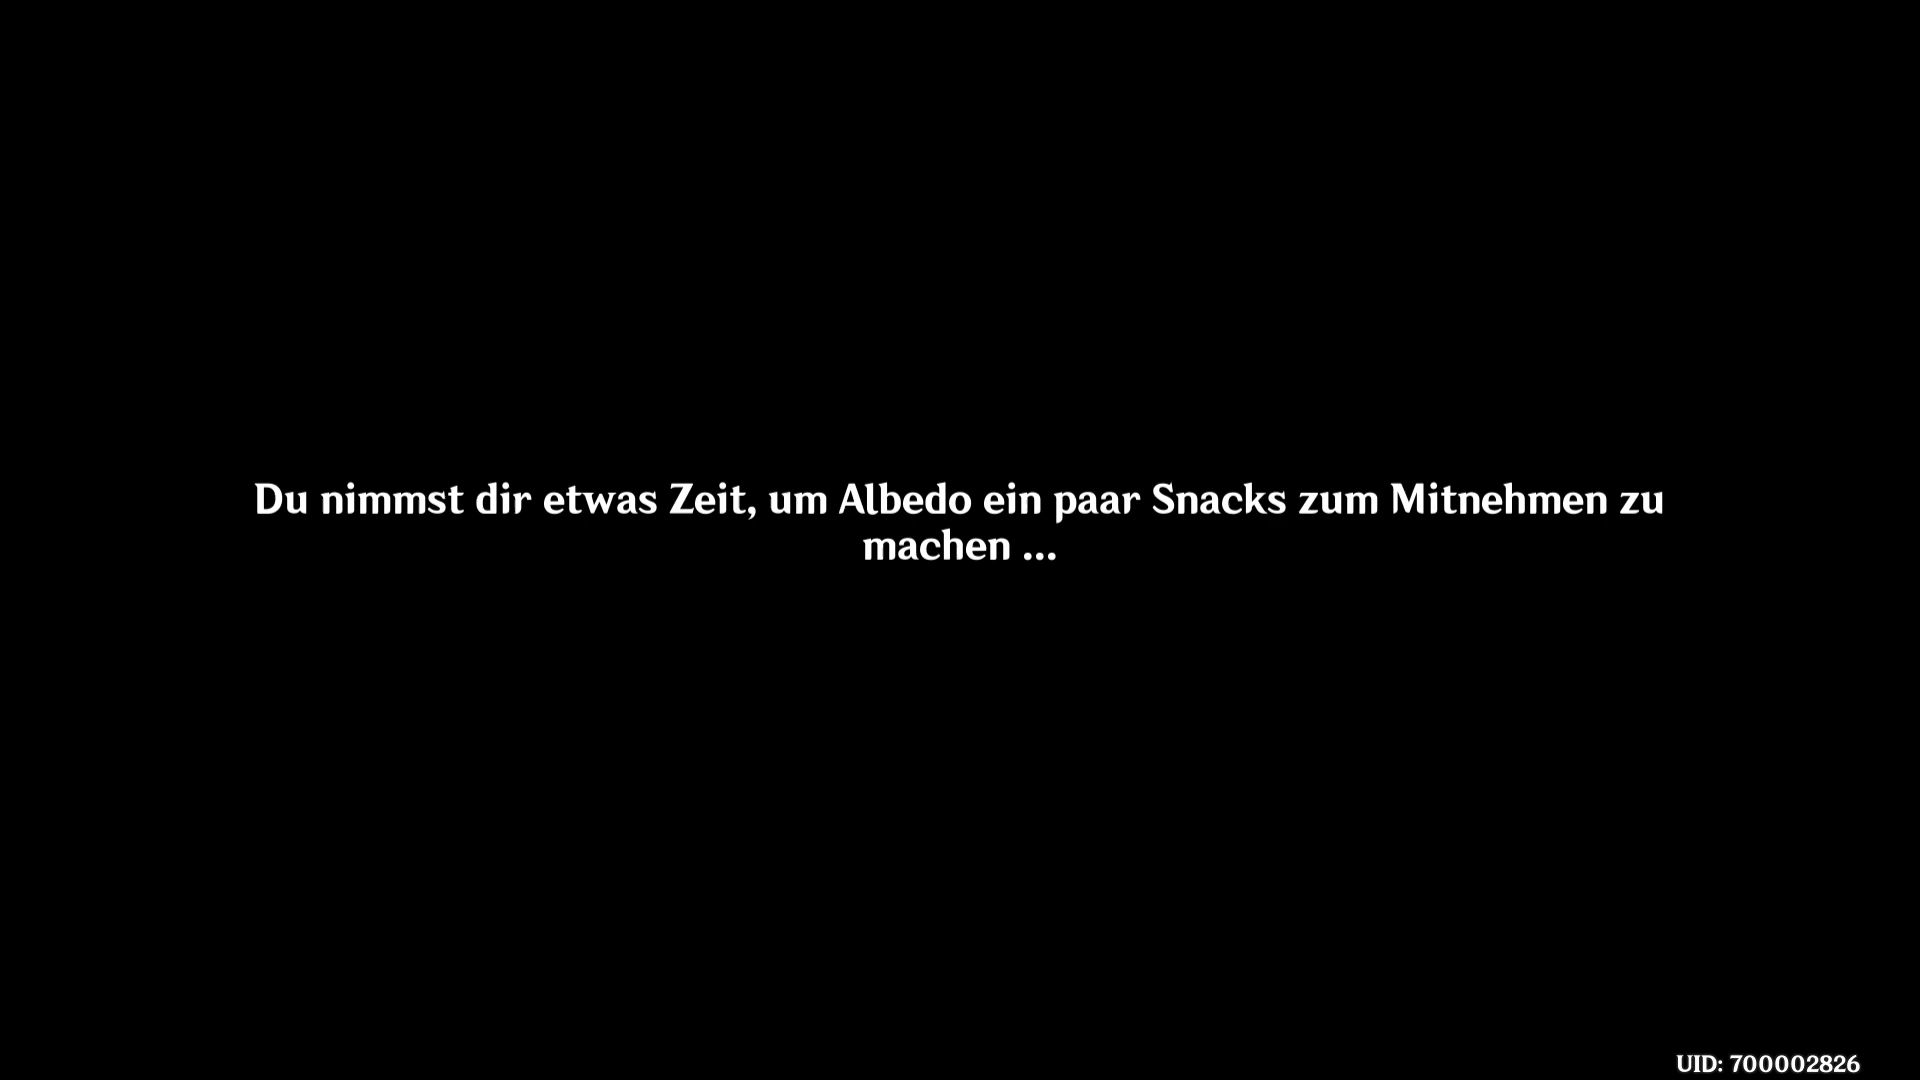 Du nimmst dir etwas Zeit, um Albedo ein paar Snacks zum Mitnehmen zu
machen ...
UID: 700002826